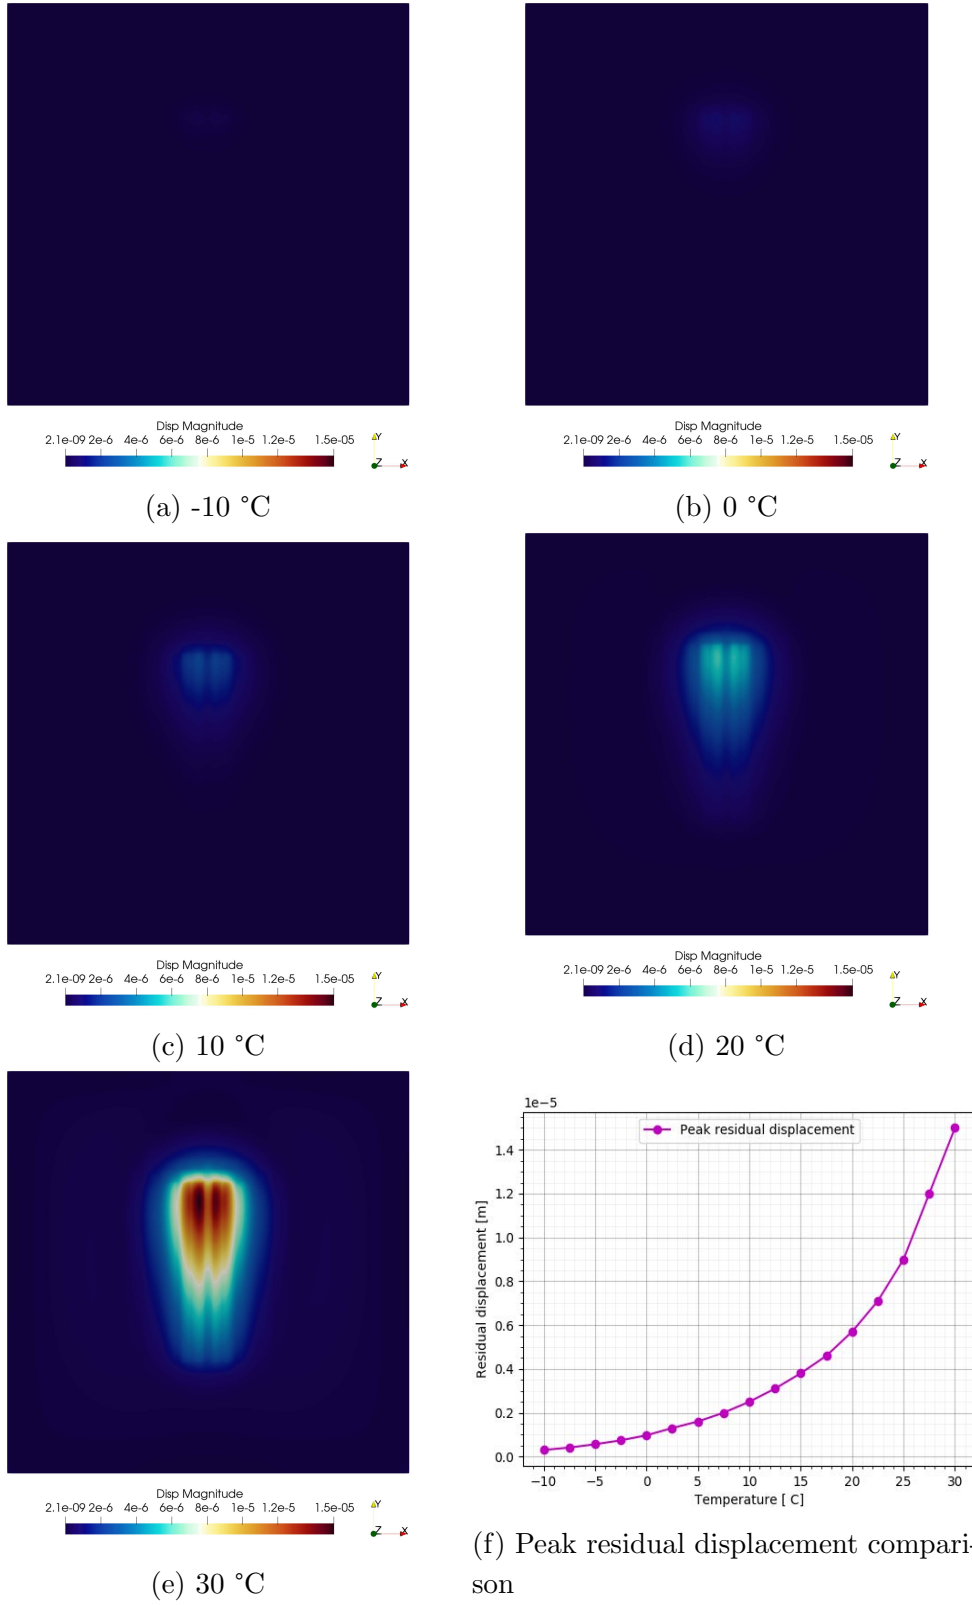 Disp Magnitude
2.1e-09 2e-6 4e-6 6e-6 8e-6 1e-5 1.2e-5 1.5e-05
Y
Z X
(a) -10 °C
Disp Magnitude
2.1e-09 2e-6 4e-6 6e-6 8e-6 1e-5 1.2e-5 1.5e-05
Y
Z X
(b) 0 °C
Disp Magnitude
2.1e-09 2e-6 4e-6 6e-6 8e-6 1e-5 1.2e-5 1.5e-05
Y
Z X
(c) 10 °C
Disp Magnitude
2.1e-09 2e-6 4e-6 6e-6 8e-6 1e-5 1.2e-5 1.5e-05
Y
Z X
(d) 20 °C
Disp Magnitude
2.1e-09 2e-6 4e-6 6e-6 8e-6 1e-5 1.2e-5 1.5e-05
Y
Z X
(e) 30 °C
1e−5
Peak residual displacement
1.4
1.2
1.0
0.8
0.6
0.4
0.2
0.0
Residual displacement [m]
−10 −5 0 5 10 15 20 25 30
Temperature [ C]
(f) Peak residual displacement compari-
son